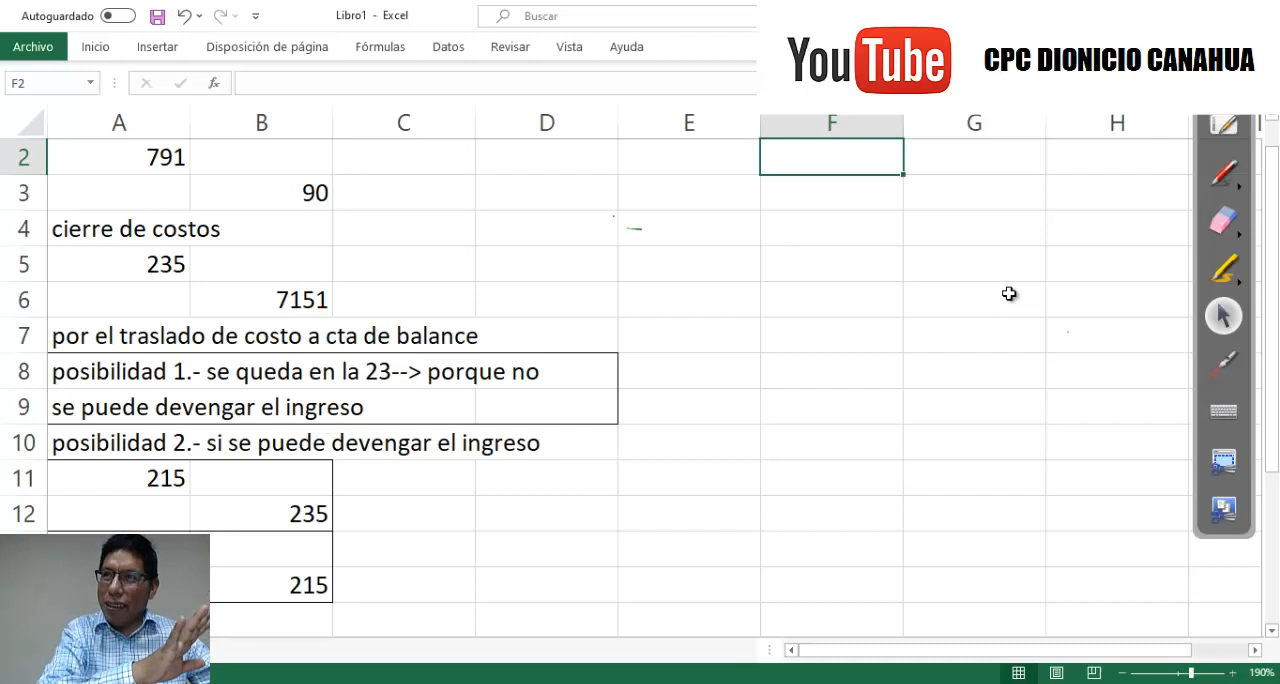 Autoguardado
Libro1 - Excel
Buscar
YouTube
CPC DIONICIO CANAHUA
Archivo Inicio Insertar Disposición de página Fórmulas Datos Revisar Vista Ayuda
F2
fx
A B C D E F G H
2 791
3 90
4 cierre de costos
5 235
6 7151
7 por el traslado de costo a cta de balance
8 posibilidad 1.- se queda en la 23--> porque no
9 se puede devengar el ingreso
10 posibilidad 2.- si se puede devengar el ingreso
11 215
12 235
215
190%